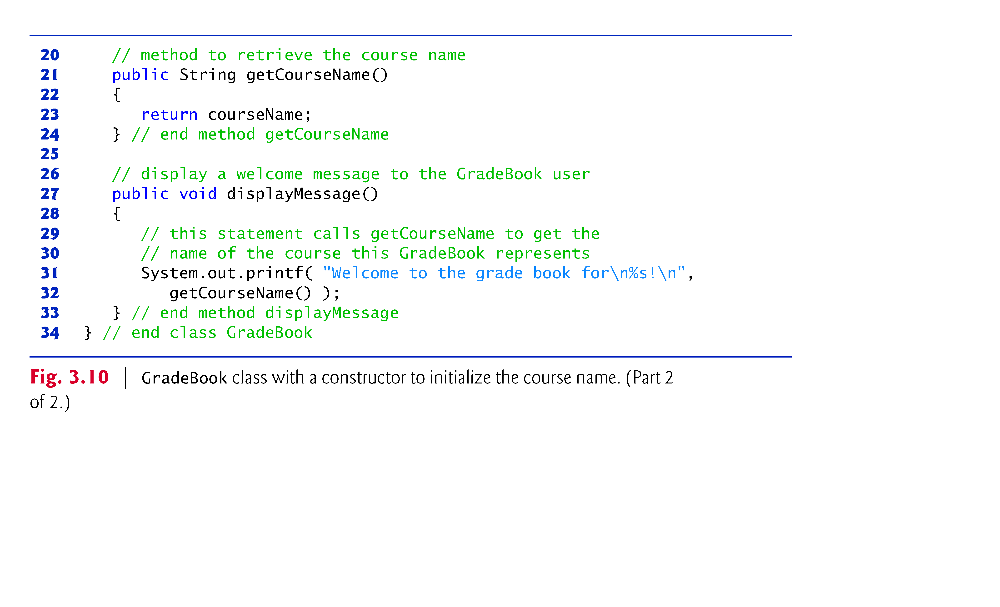 20 // method to retrieve the course name
21 public String getCourseName()
22 {
23 return courseName;
24 } // end method getCourseName
25
26 // display a welcome message to the GradeBook user
27 public void displayMessage()
28 {
29 // this statement calls getCourseName to get the
30 // name of the course this GradeBook represents
31 System.out.printf( "Welcome to the grade book for\n%s!\n",
32 getCourseName() );
33 } // end method displayMessage
34 } // end class GradeBook
Fig. 3.10 | GradeBook class with a constructor to initialize the course name. (Part 2
of 2.)